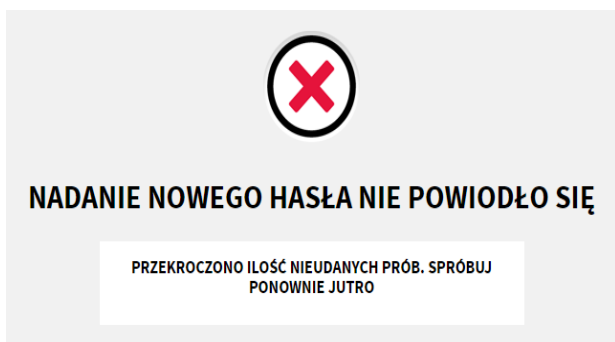 NADANIE NOWEGO HASŁA NIE POWIODŁO SIĘ
PRZEKROCZONO ILOŚĆ NIEUDANYCH PRÓB. SPRÓBUJ
PONOWNIE JUTRO